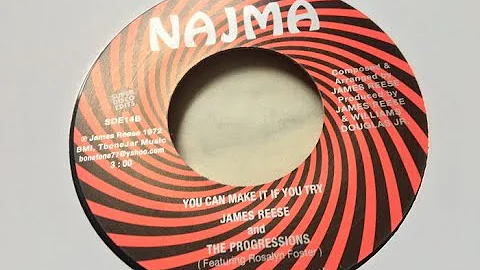 NAJMA
SUPER
DISCO
EDITS
SDE14B
℗ James Reese 1972
BMI, Tbonejar Music
bonetone77@yahoo.com
3:00
Composed &
Arranged by
JAMES REESE
Produced by
JAMES REESE
& WILLIAMS
DOUGLAS JR
YOU CAN MAKE IT IF YOU TRY
JAMES REESE
and
THE PROGRESSIONS
(Featuring Rosalyn Foster)